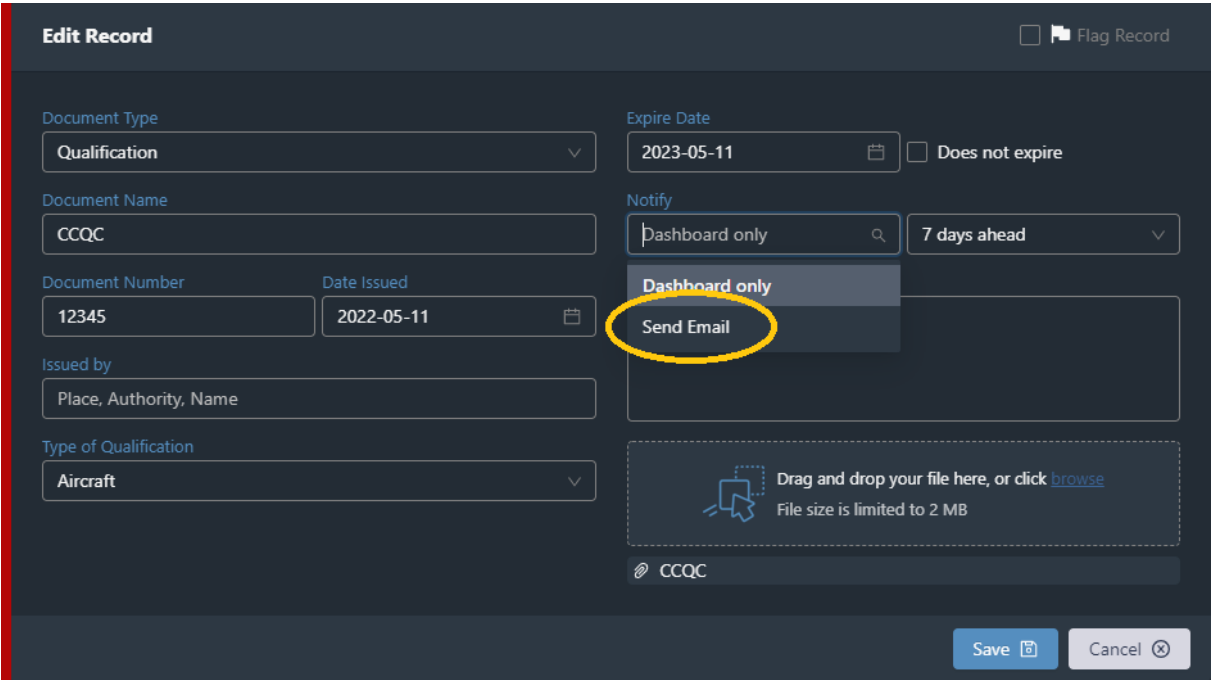 Edit Record
Flag Record
Document Type
Qualification
Document Name
CCQC
Document Number
Date Issued
12345
2022-05-11
Issued by
Place, Authority, Name
Type of Qualification
Aircraft
Expire Date
2023-05-11
Does not expire
Notify
Dashboard only
7 days ahead
Dashboard only
Send Email
Drag and drop your file here, or click browse
File size is limited to 2 MB
CCQC
Save
Cancel